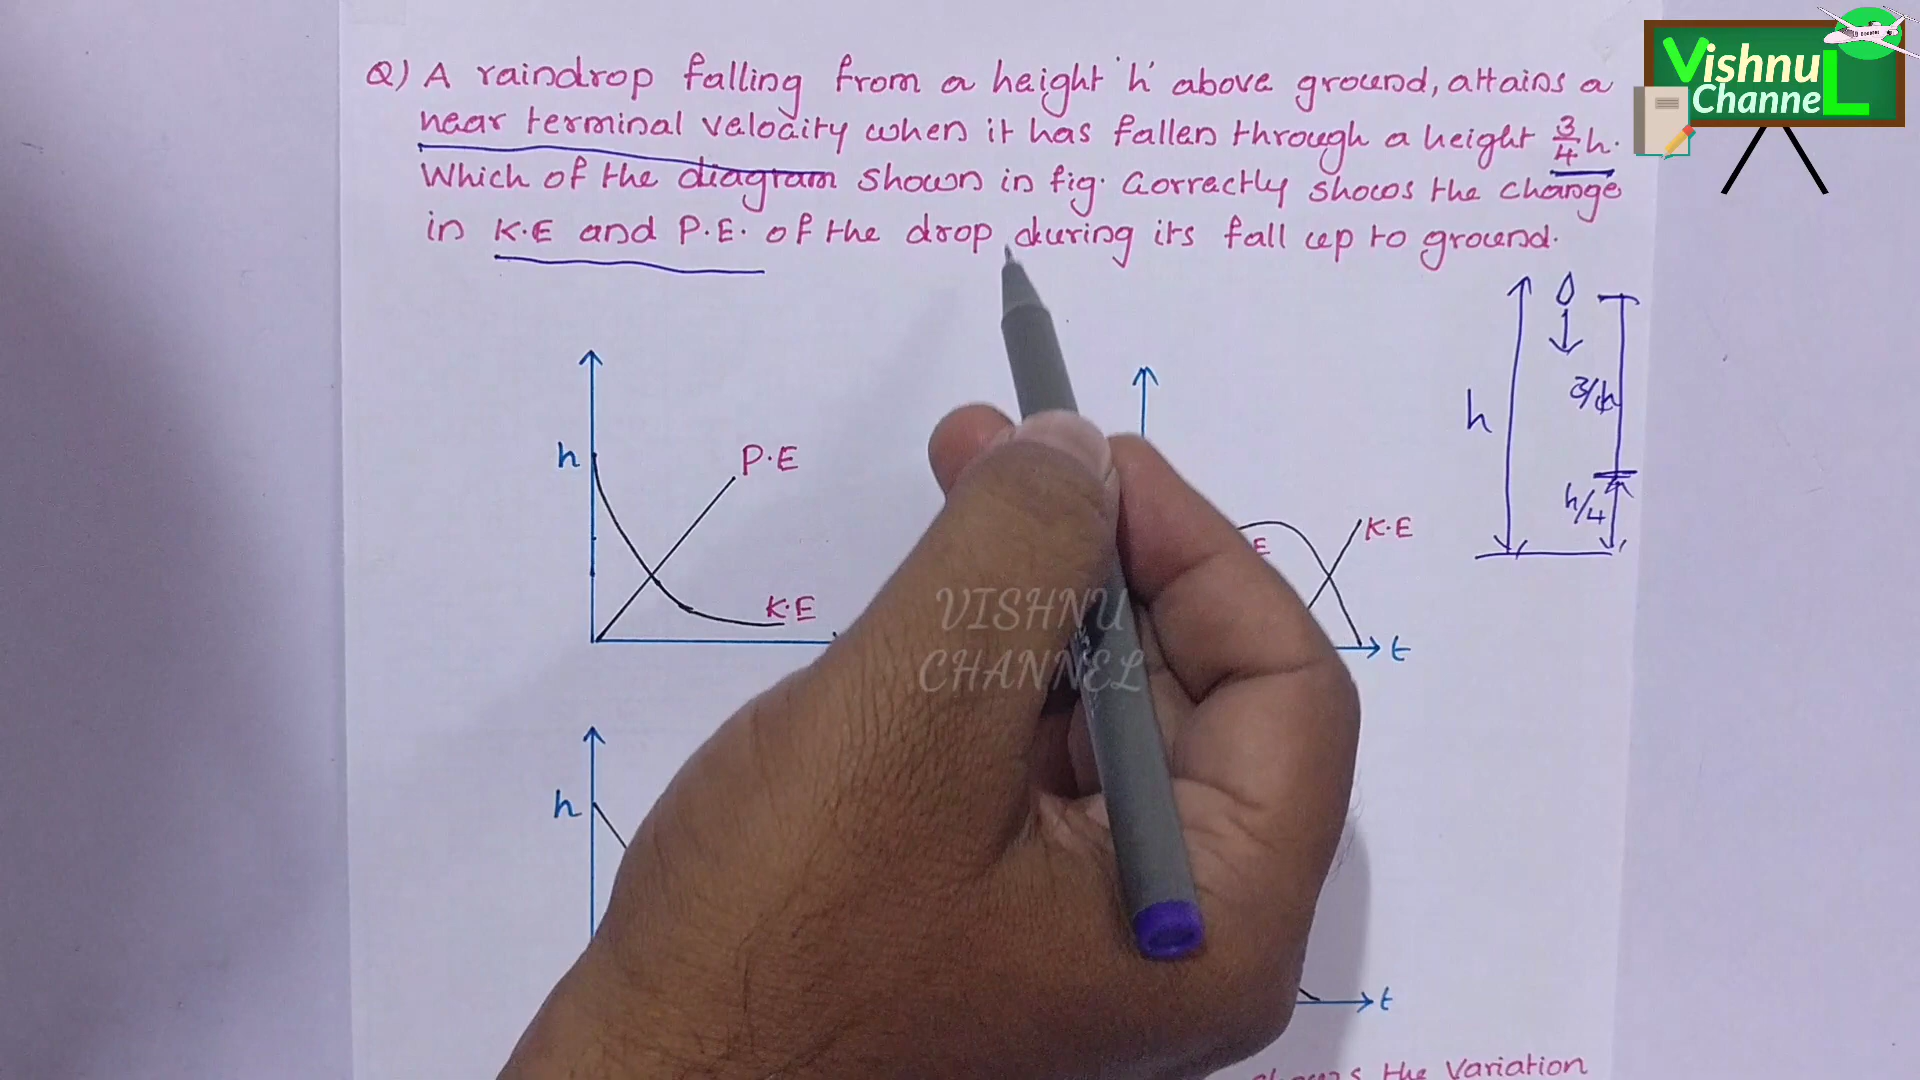 Vishnu
ChanneL
Q) A raindrop falling from a height 'h' above ground, attains a
near terminal velocity when it has fallen through a height 3/4 h.
Which of the diagram shown in fig. correctly shows the change
in K.E and P.E. of the drop during its fall up to ground.
h
P.E
K.E
E
K.E
t
h
3/4h
h/4
VISHNU
CHANNEL
h
t
shows the Variation